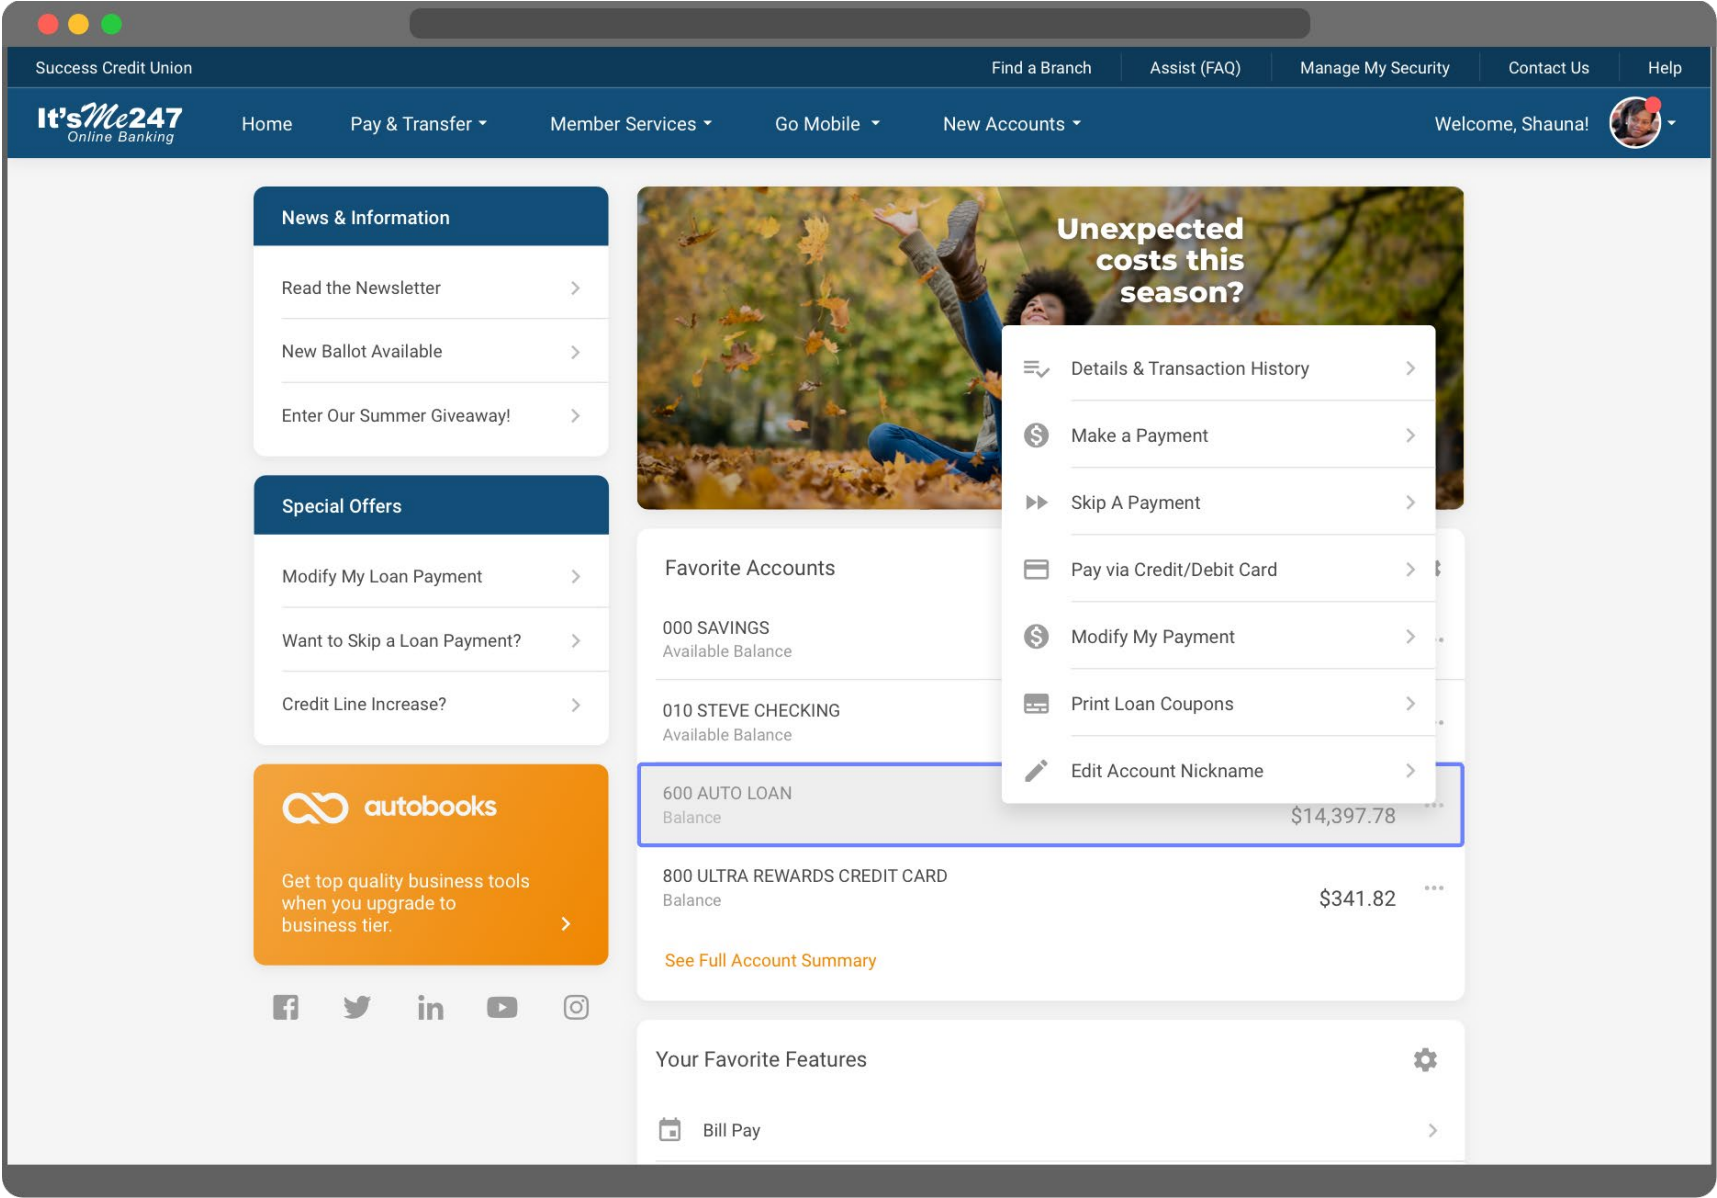 Success Credit Union
Find a Branch
Assist (FAQ)
Manage My Security
Contact Us
Help
It'sMe247
Online Banking
Home
Pay & Transfer
Member Services
Go Mobile
New Accounts
Welcome, Shauna!
News & Information
Read the Newsletter
New Ballot Available
Enter Our Summer Giveaway!
Special Offers
Modify My Loan Payment
Want to Skip a Loan Payment?
Credit Line Increase?
autobooks
Get top quality business tools
when you upgrade to
business tier.
Unexpected
costs this
season?
Details & Transaction History
Make a Payment
Skip A Payment
Pay via Credit/Debit Card
Modify My Payment
Print Loan Coupons
Edit Account Nickname
Favorite Accounts
000 SAVINGS
Available Balance
010 STEVE CHECKING
Available Balance
600 AUTO LOAN
Balance
$14,397.78
800 ULTRA REWARDS CREDIT CARD
Balance
$341.82
See Full Account Summary
Your Favorite Features
Bill Pay